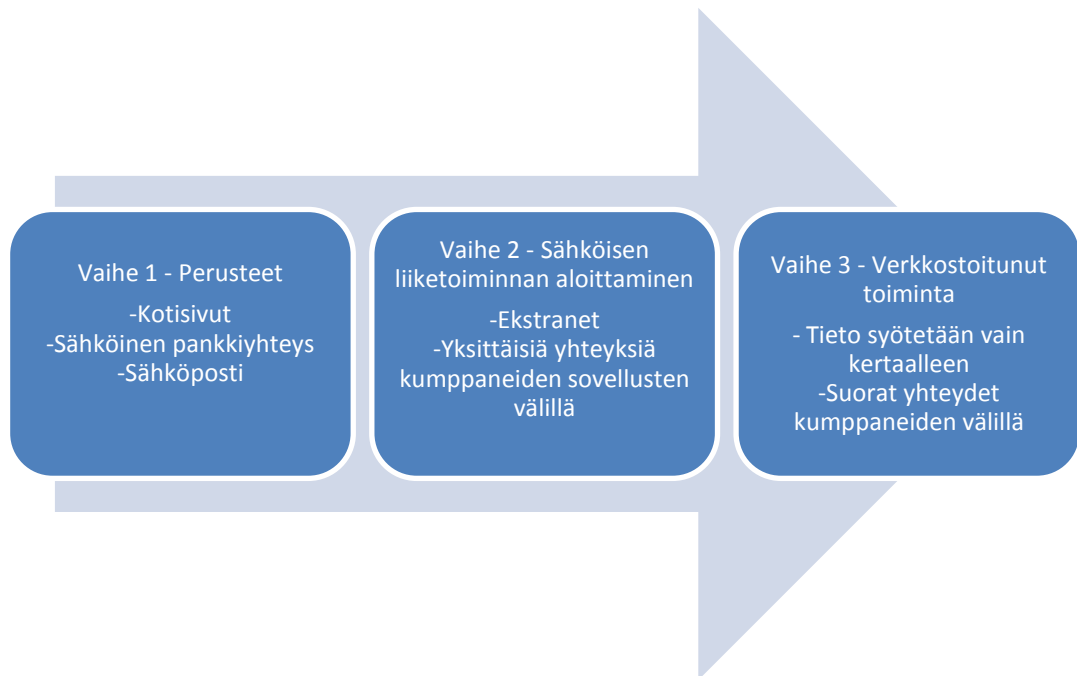 Vaihe 1 - Perusteet
-Kotisivut
-Sähköinen pankkiyhteys
-Sähköposti
Vaihe 2 - Sähköisen
liiketoiminnan aloittaminen
-Ekstranet
-Yksittäisiä yhteyksiä
kumppaneiden sovellusten
välillä
Vaihe 3 - Verkkostoitunut
toiminta
- Tieto syötetään vain
kertaalleen
-Suorat yhteydet
kumppaneiden välillä